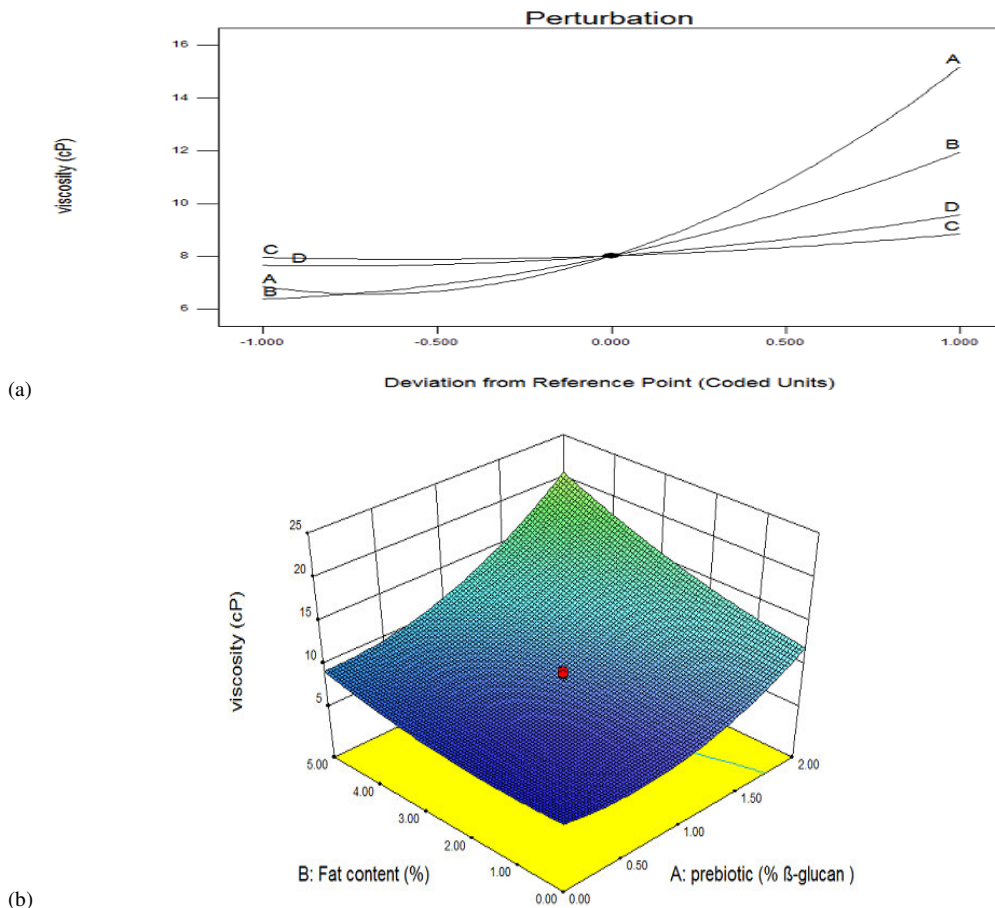 Perturbation
16
14
12
10
8
6
viscosity (cP)
A
B
D
C
C
D
A
B
-1.000
-0.500
0.000
0.500
1.000
Deviation from Reference Point (Coded Units)
(a)
25
20
15
10
5
viscosity (cP)
5.00
4.00
3.00
2.00
1.00
0.00
0.00
0.50
1.00
1.50
2.00
B: Fat content (%)
A: prebiotic (% ß-glucan )
(b)